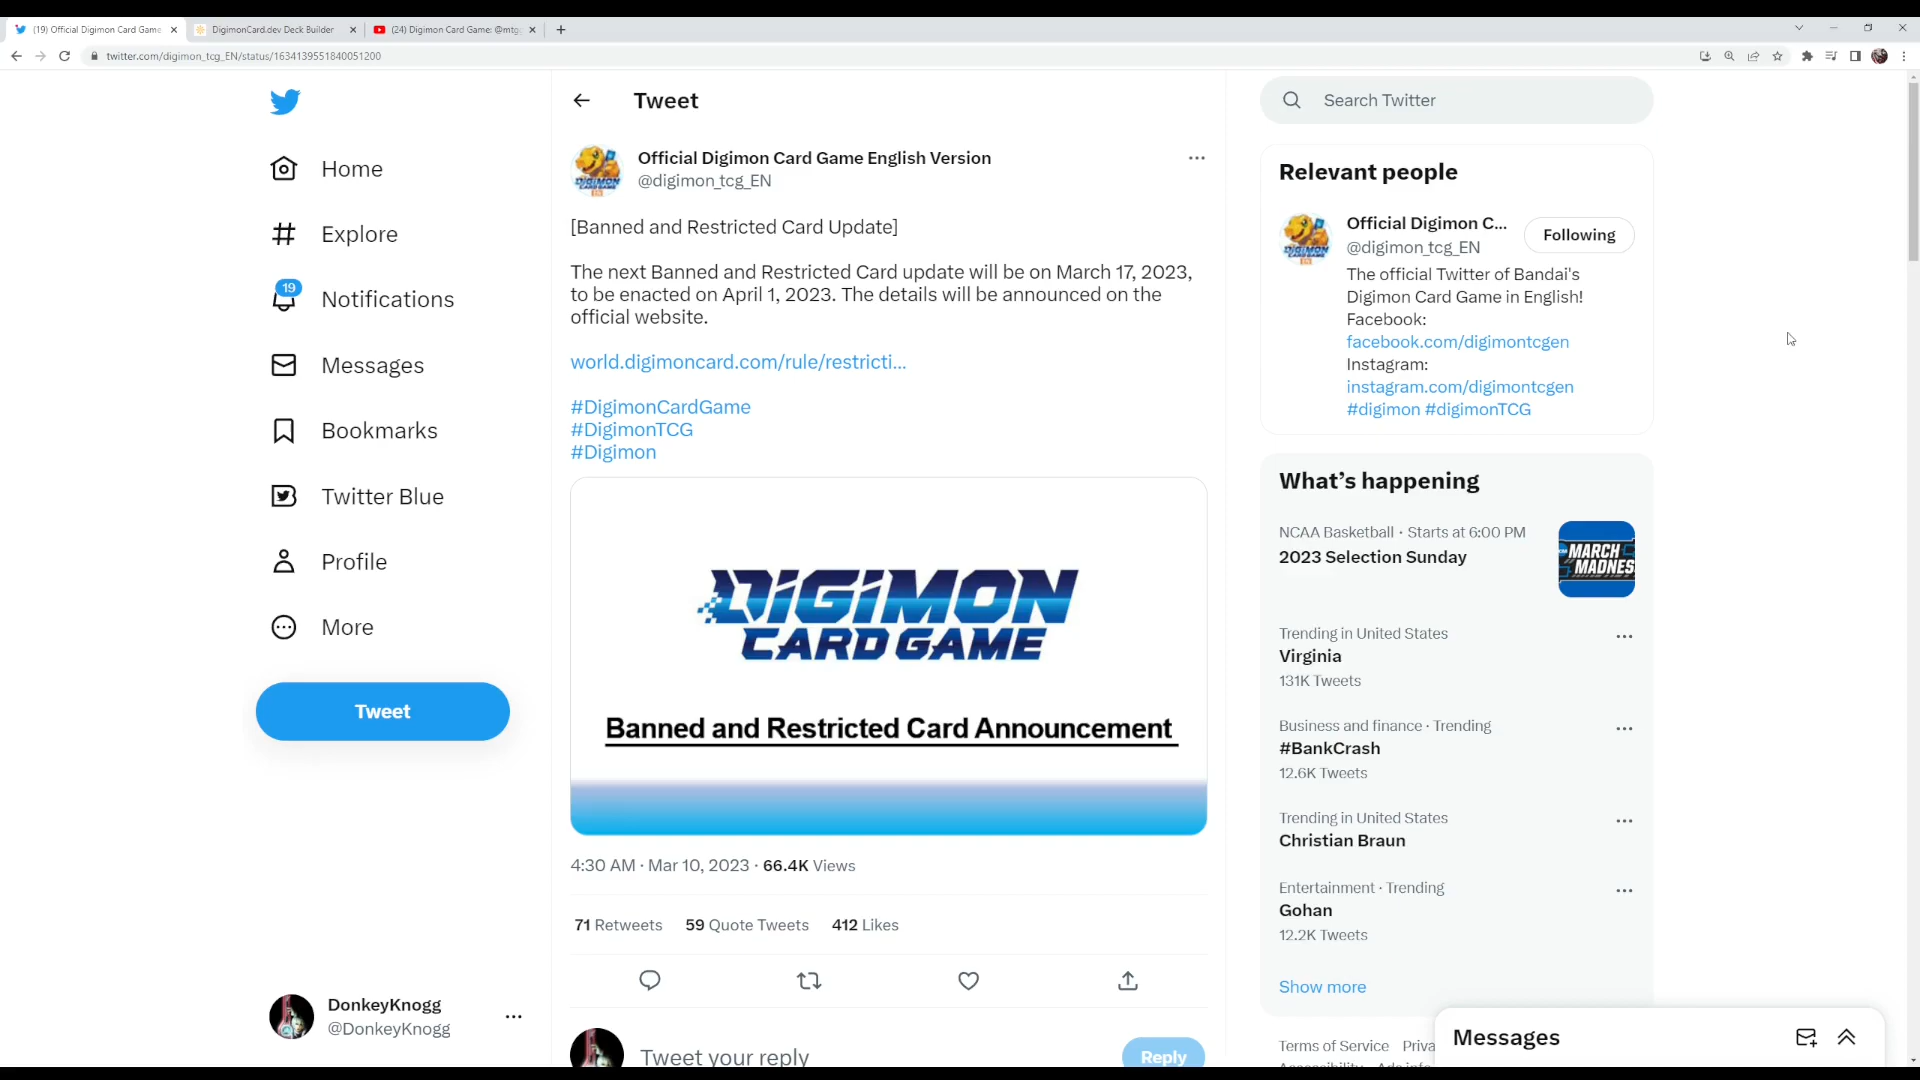 (19) Official Digimon Card Game
DigimonCard.dev Deck Builder
(24) Digimon Card Game: @mtg
twitter.com/digimon_tcg_EN/status/1634139551840051200
Home
Explore
19
Notifications
Messages
Bookmarks
Twitter Blue
Profile
More
Tweet
DonkeyKnogg
@DonkeyKnogg
Tweet
Official Digimon Card Game English Version
@digimon_tcg_EN
[Banned and Restricted Card Update]
The next Banned and Restricted Card update will be on March 17, 2023,
to be enacted on April 1, 2023. The details will be announced on the
official website.
world.digimoncard.com/rule/restricti...
#DigimonCardGame
#DigimonTCG
#Digimon
DIGIMON
CARD GAME
Banned and Restricted Card Announcement
4:30 AM · Mar 10, 2023 · 66.4K Views
71 Retweets 59 Quote Tweets 412 Likes
Tweet your reply
Reply
Search Twitter
Relevant people
Official Digimon C...
@digimon_tcg_EN
Following
The official Twitter of Bandai's
Digimon Card Game in English!
Facebook:
facebook.com/digimontcgen
Instagram:
instagram.com/digimontcgen
#digimon #digimonTCG
What's happening
NCAA Basketball · Starts at 6:00 PM
2023 Selection Sunday
MARCH
MADNES
Trending in United States
Virginia
131K Tweets
Business and finance · Trending
#BankCrash
12.6K Tweets
Trending in United States
Christian Braun
Entertainment · Trending
Gohan
12.2K Tweets
Show more
Terms of Service Priva
Messages